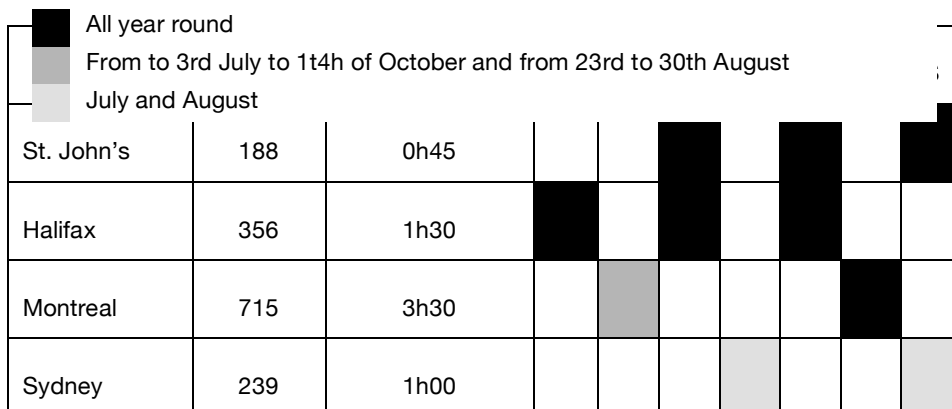 All year round
From to 3rd July to 1t4h of October and from 23rd to 30th August
July and August
St. John's 188 0h45
Halifax 356 1h30
Montreal 715 3h30
Sydney 239 1h00